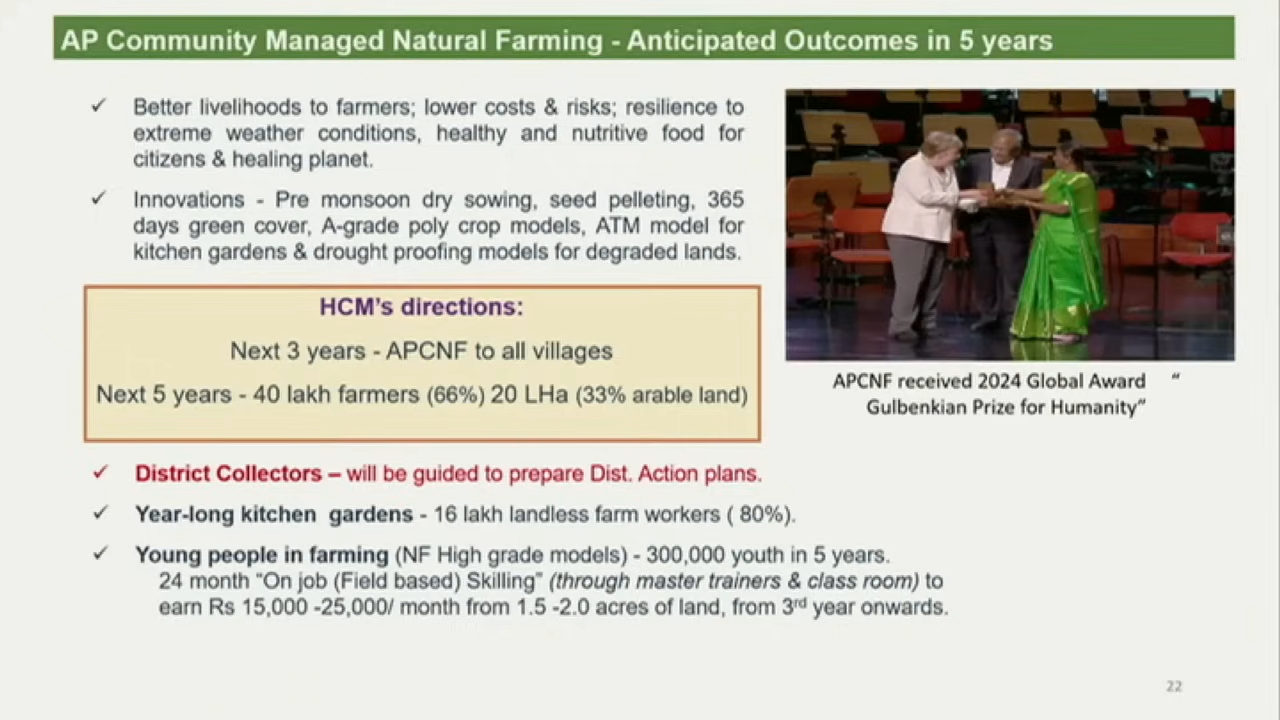 AP Community Managed Natural Farming - Anticipated Outcomes in 5 years
✓ Better livelihoods to farmers; lower costs & risks; resilience to
extreme weather conditions, healthy and nutritive food for
citizens & healing planet.
✓ Innovations - Pre monsoon dry sowing, seed pelleting, 365
days green cover, A-grade poly crop models, ATM model for
kitchen gardens & drought proofing models for degraded lands.
HCM's directions:
Next 3 years - APCNF to all villages
Next 5 years - 40 lakh farmers (66%) 20 LHa (33% arable land)
APCNF received 2024 Global Award “
Gulbenkian Prize for Humanity”
✓ District Collectors – will be guided to prepare Dist. Action plans.
✓ Year-long kitchen gardens - 16 lakh landless farm workers ( 80%).
✓ Young people in farming (NF High grade models) - 300,000 youth in 5 years.
24 month “On job (Field based) Skilling” (through master trainers & class room) to
earn Rs 15,000 -25,000/ month from 1.5 -2.0 acres of land, from 3rd year onwards.
22